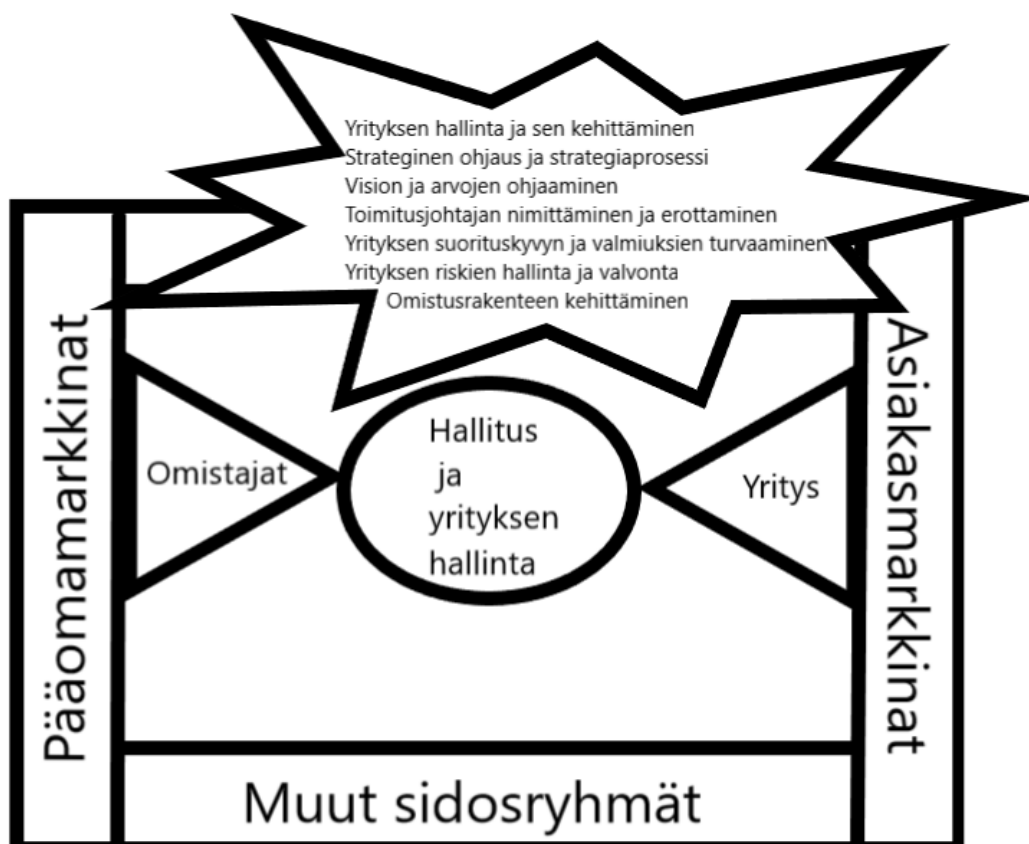 Yrityksen hallinta ja sen kehittäminen
Strateginen ohjaus ja strategiaprosessi
Vision ja arvojen ohjaaminen
Toimitusjohtajan nimittäminen ja erottaminen
Yrityksen suorituskyvyn ja valmiuksien turvaaminen
Yrityksen riskien hallinta ja valvonta
Omistusrakenteen kehittäminen
Pääomamarkkinat
Omistajat
Hallitus
ja
yrityksen
hallinta
Yritys
Asiakasmarkkinat
Muut sidosryhmät